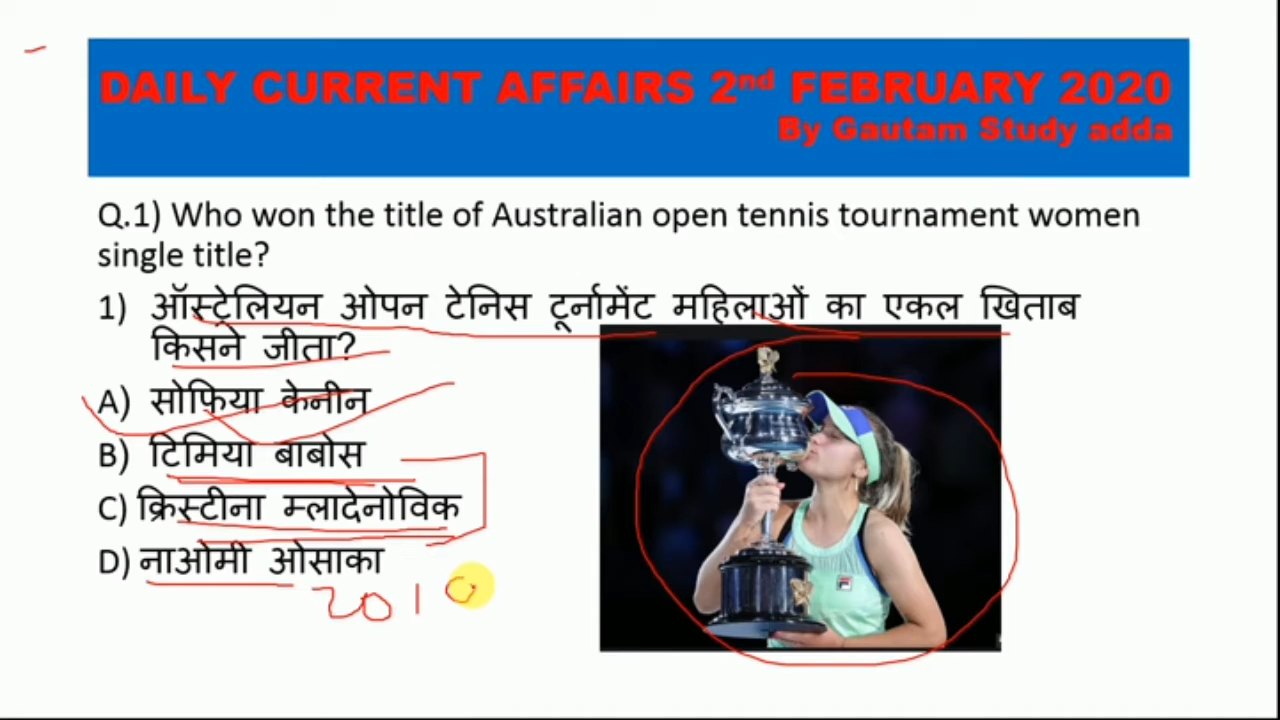 DAILY CURRENT AFFAIRS 2nd FEBRUARY 2020
By Gautam Study adda
Q.1) Who won the title of Australian open tennis tournament women
single title?
1) ऑस्ट्रेलियन ओपन टेनिस टूर्नामेंट महिलाओं का एकल खिताब
किसने जीता?
A) सोफिया केनीन
B) टिमिया बाबोस
C) क्रिस्टीना म्लादेनोविक
D) नाओमी ओसाका
201